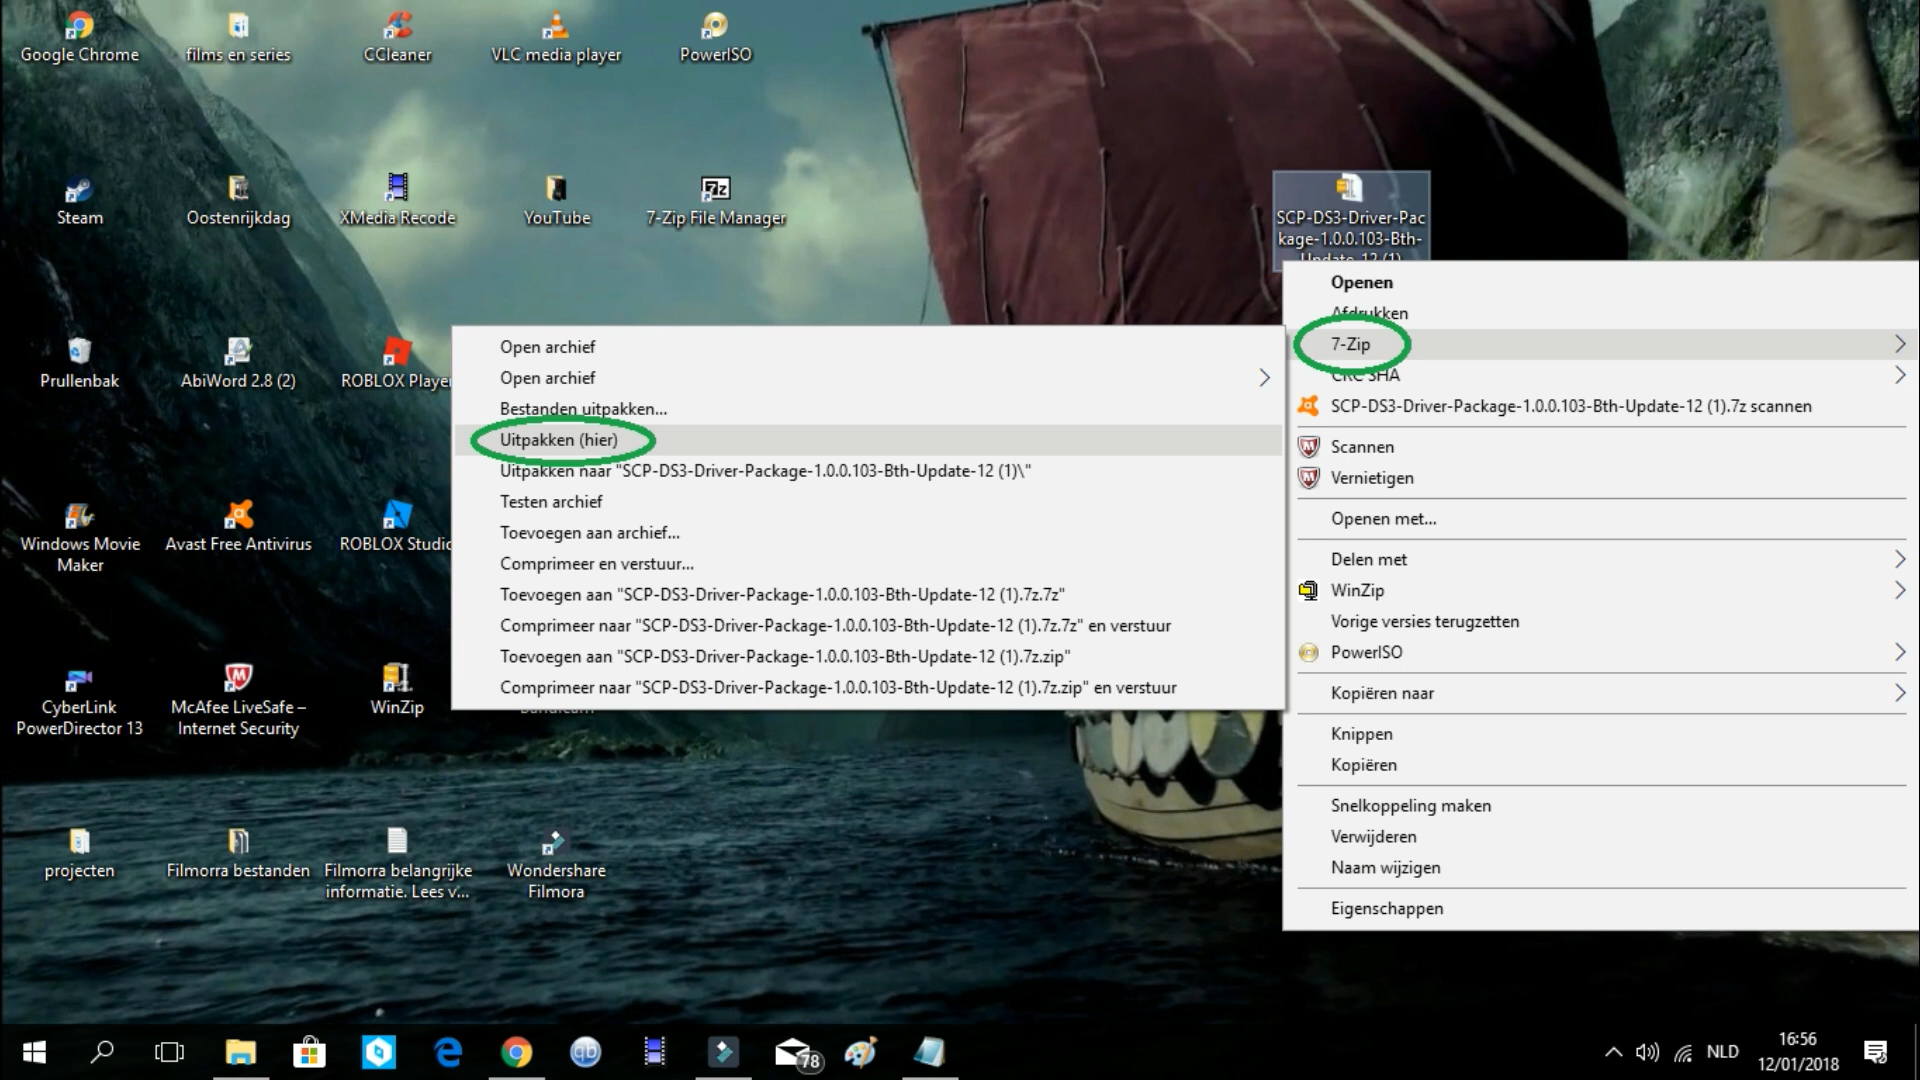 Google Chrome
films en series
CCleaner
VLC media player
PowerISO
Steam
Oostenrijkdag
XMedia Recode
YouTube
7-Zip File Manager
7z
SCP-DS3-Driver-Pac
kage-1.0.0.103-Bth-
Update-12 (1)
Prullenbak
AbiWord 2.8 (2)
ROBLOX Player
Windows Movie
Maker
Avast Free Antivirus
ROBLOX Studio
CyberLink
PowerDirector 13
McAfee LiveSafe –
Internet Security
WinZip
Bandicam
projecten
Filmorra bestanden
Filmorra belangrijke
informatie. Lees v...
Wondershare
Filmora
Open archief
Open archief
Bestanden uitpakken...
Uitpakken (hier)
Uitpakken naar "SCP-DS3-Driver-Package-1.0.0.103-Bth-Update-12 (1)\"
Testen archief
Toevoegen aan archief...
Comprimeer en verstuur...
Toevoegen aan "SCP-DS3-Driver-Package-1.0.0.103-Bth-Update-12 (1).7z.7z"
Comprimeer naar "SCP-DS3-Driver-Package-1.0.0.103-Bth-Update-12 (1).7z.7z" en verstuur
Toevoegen aan "SCP-DS3-Driver-Package-1.0.0.103-Bth-Update-12 (1).7z.zip"
Comprimeer naar "SCP-DS3-Driver-Package-1.0.0.103-Bth-Update-12 (1).7z.zip" en verstuur
Openen
Afdrukken
7-Zip
CRC SHA
SCP-DS3-Driver-Package-1.0.0.103-Bth-Update-12 (1).7z scannen
Scannen
Vernietigen
Openen met...
Delen met
WinZip
Vorige versies terugzetten
PowerISO
Kopiëren naar
Knippen
Kopiëren
Snelkoppeling maken
Verwijderen
Naam wijzigen
Eigenschappen
qb
78
NLD
16:56
12/01/2018